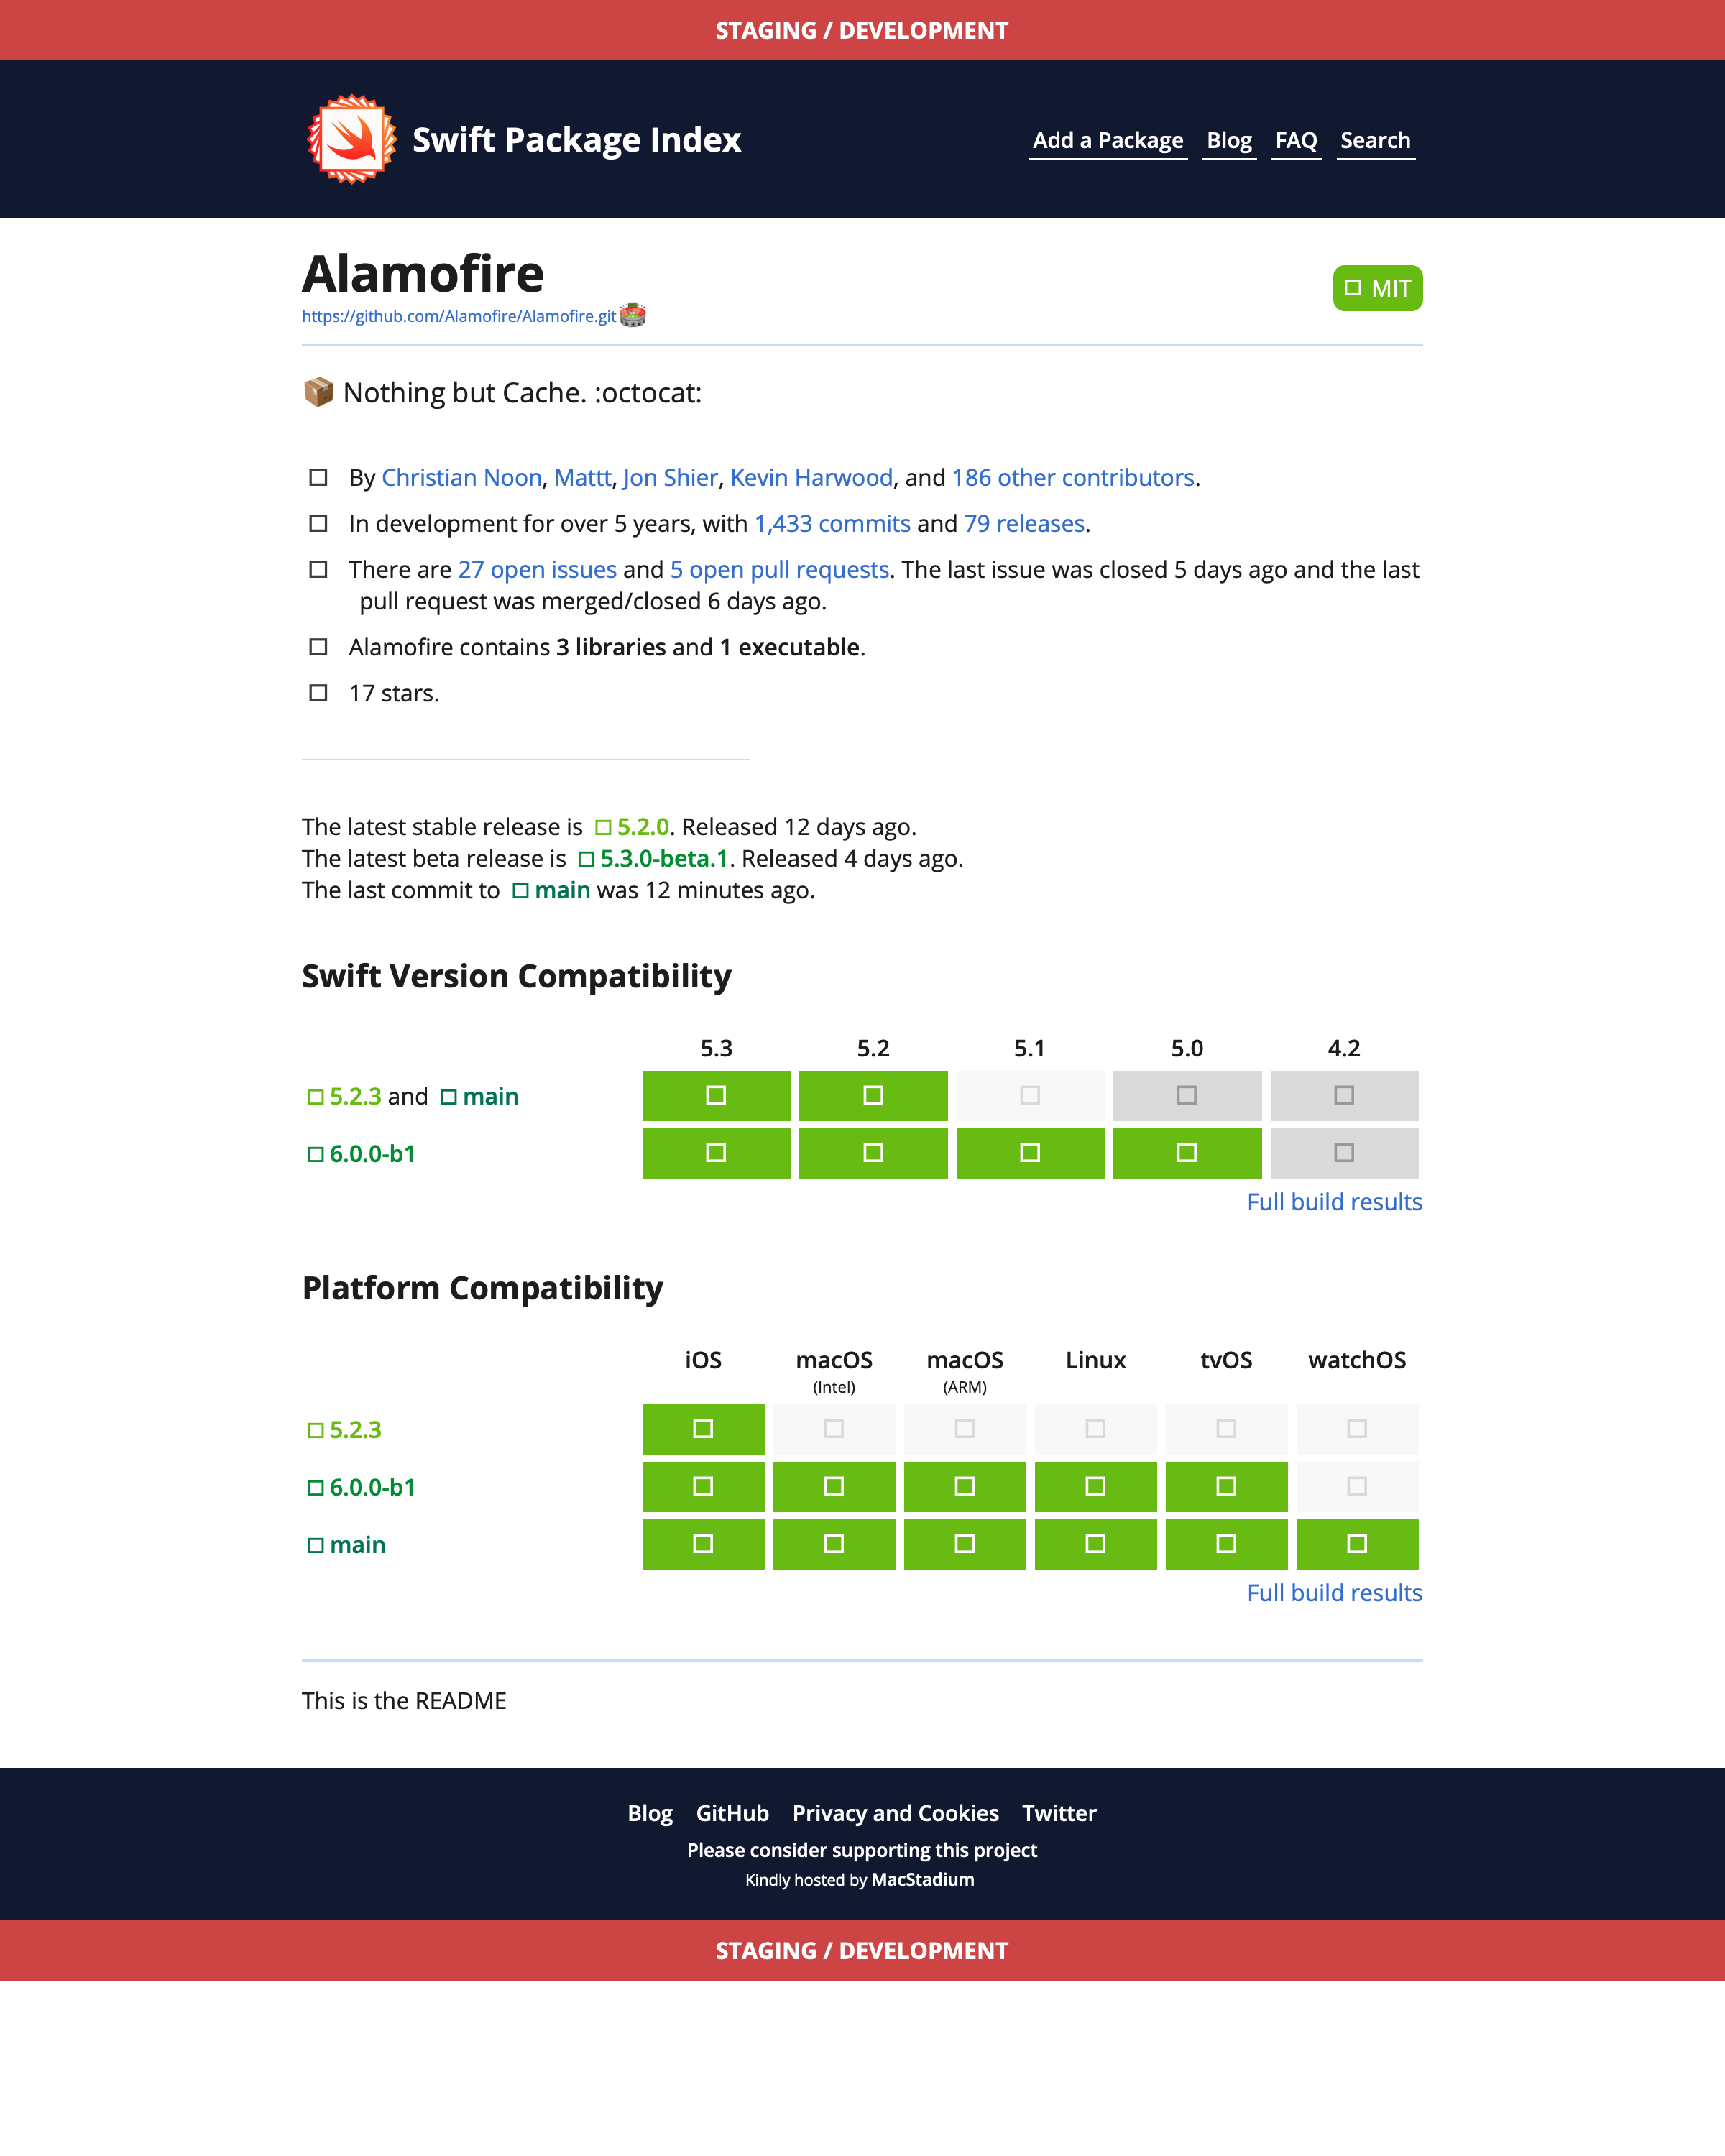 STAGING / DEVELOPMENT
Swift Package Index
Add a Package Blog FAQ Search
Alamofire
MIT
https://github.com/Alamofire/Alamofire.git
📦 Nothing but Cache. :octocat:
By Christian Noon, Mattt, Jon Shier, Kevin Harwood, and 186 other contributors.
In development for over 5 years, with 1,433 commits and 79 releases.
There are 27 open issues and 5 open pull requests. The last issue was closed 5 days ago and the last
pull request was merged/closed 6 days ago.
Alamofire contains 3 libraries and 1 executable.
17 stars.
The latest stable release is 5.2.0. Released 12 days ago.
The latest beta release is 5.3.0-beta.1. Released 4 days ago.
The last commit to main was 12 minutes ago.
Swift Version Compatibility
5.3 5.2 5.1 5.0 4.2
5.2.3 and main
6.0.0-b1
Full build results
Platform Compatibility
iOS macOS macOS Linux tvOS watchOS
(Intel) (ARM)
5.2.3
6.0.0-b1
main
Full build results
This is the README
Blog GitHub Privacy and Cookies Twitter
Please consider supporting this project
Kindly hosted by MacStadium
STAGING / DEVELOPMENT